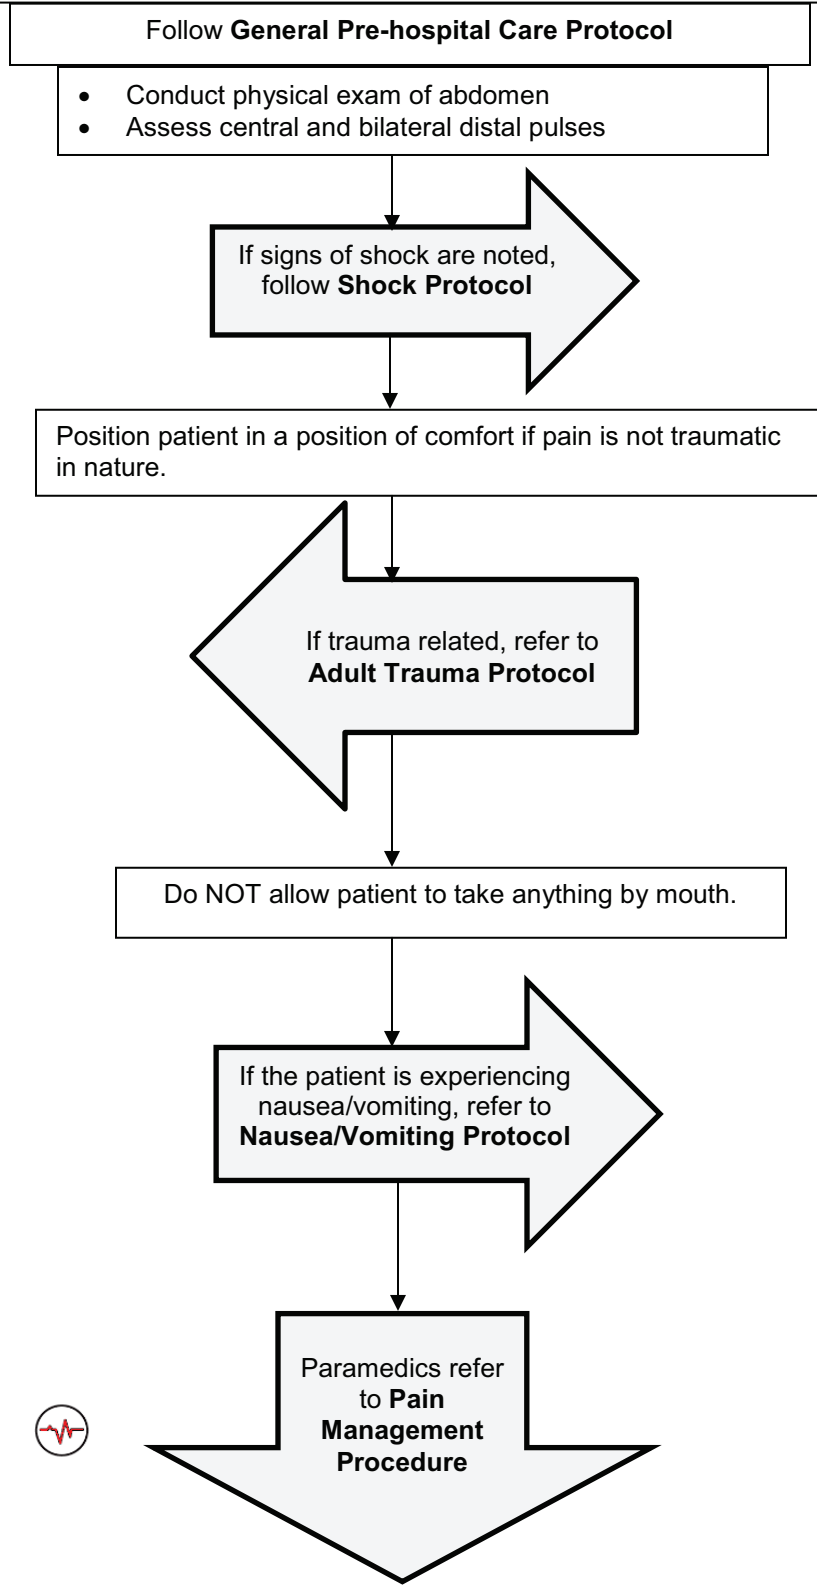 Follow General Pre-hospital Care Protocol
• Conduct physical exam of abdomen
• Assess central and bilateral distal pulses
If signs of shock are noted,
follow Shock Protocol
Position patient in a position of comfort if pain is not traumatic
in nature.
If trauma related, refer to
Adult Trauma Protocol
Do NOT allow patient to take anything by mouth.
If the patient is experiencing
nausea/vomiting, refer to
Nausea/Vomiting Protocol
Paramedics refer
to Pain
Management
Procedure